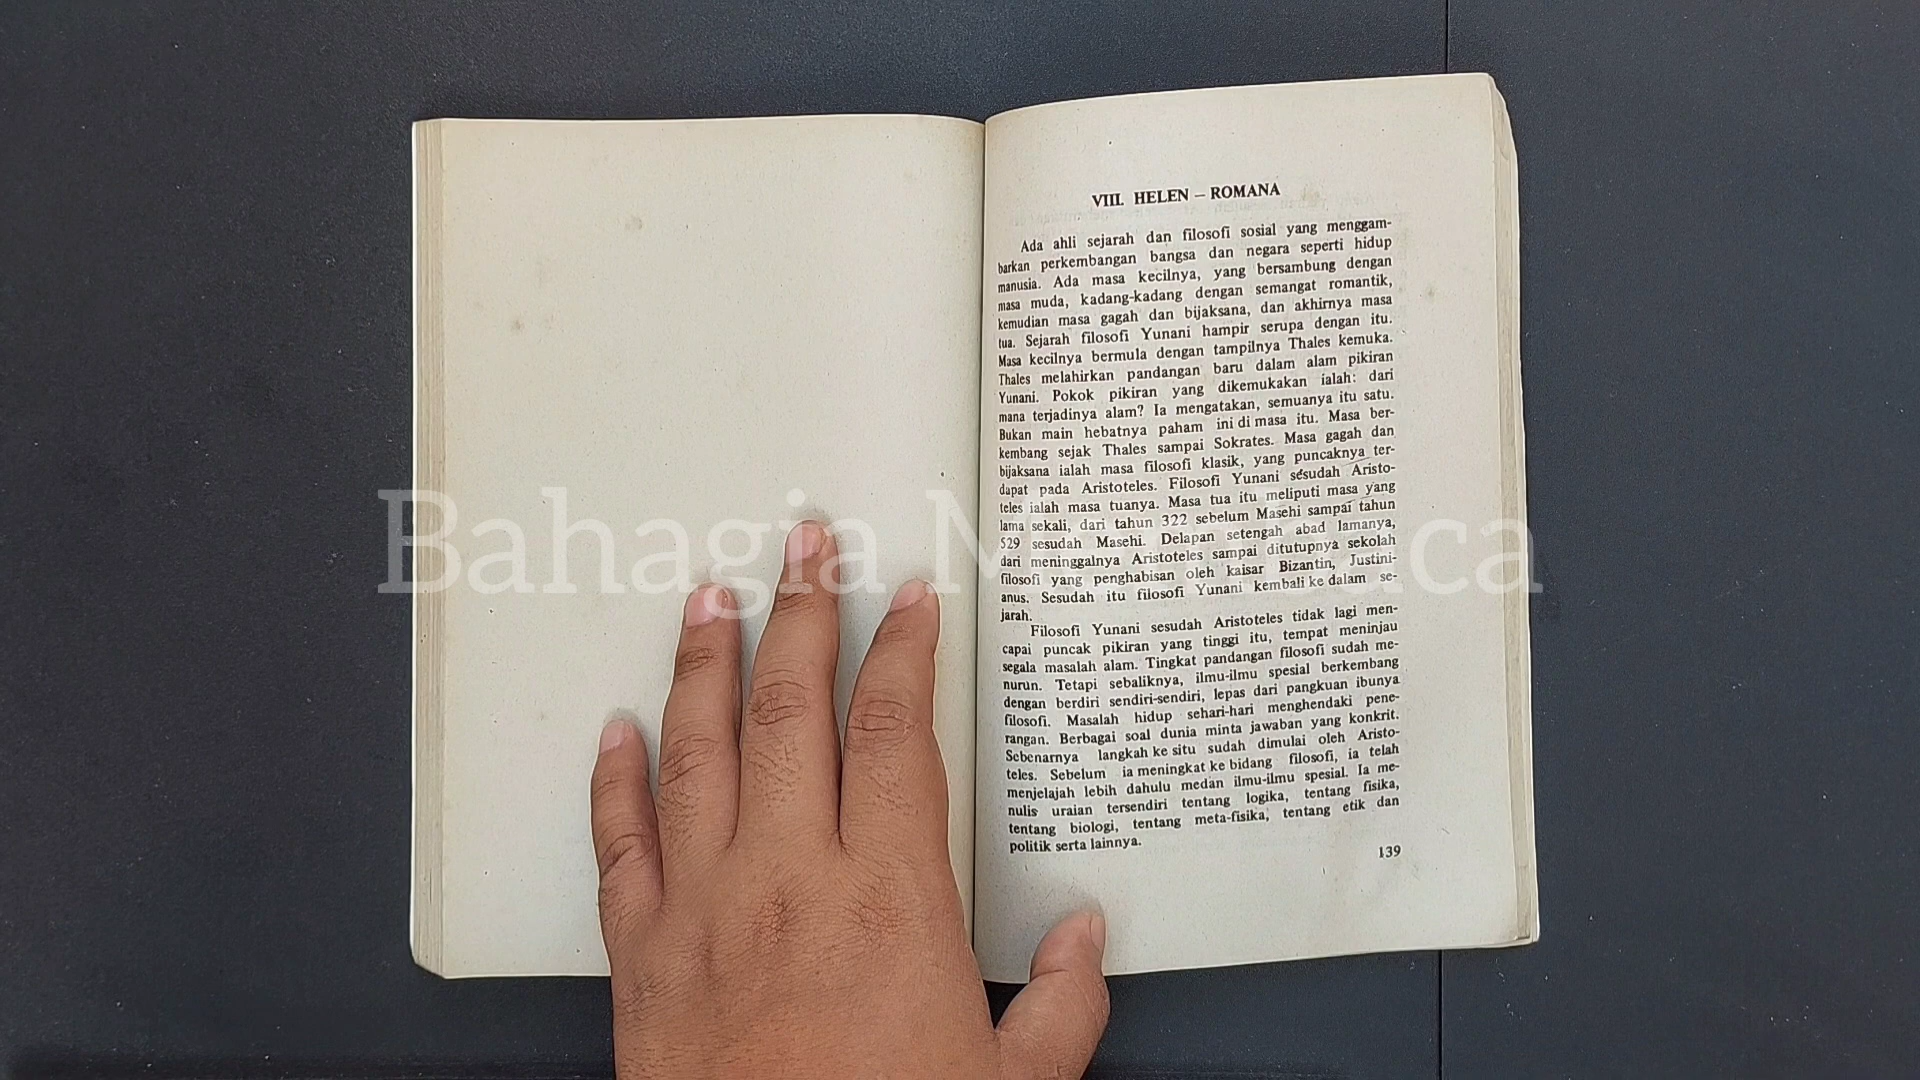 VIII. HELEN – ROMANA
Ada ahli sejarah dan filosofi sosial yang menggam-
barkan perkembangan bangsa dan negara seperti hidup
manusia. Ada masa kecilnya, yang bersambung dengan
masa muda, kadang-kadang dengan semangat romantik,
kemudian masa gagah dan bijaksana, dan akhirnya masa
tua. Sejarah filosofi Yunani hampir serupa dengan itu.
Masa kecilnya bermula dengan tampilnya Thales kemuka.
Thales melahirkan pandangan baru dalam alam pikiran
Yunani. Pokok pikiran yang dikemukakan ialah: dari
mana terjadinya alam? Ia mengatakan, semuanya itu satu.
Bukan main hebatnya paham ini di masa itu. Masa ber-
kembang sejak Thales sampai Sokrates. Masa gagah dan
bijaksana ialah masa filosofi klasik, yang puncaknya ter-
dapat pada Aristoteles. Filosofi Yunani sesudah Aristo-
teles ialah masa tuanya. Masa tua itu meliputi masa yang
lama sekali, dari tahun 322 sebelum Masehi sampai tahun
529 sesudah Masehi. Delapan setengah abad lamanya,
dari meninggalnya Aristoteles sampai ditutupnya sekolah
filosofi yang penghabisan oleh kaisar Bizantin, Justini-
anus. Sesudah itu filosofi Yunani kembali ke dalam se-
jarah.
Filosofi Yunani sesudah Aristoteles tidak lagi men-
capai puncak pikiran yang tinggi itu, tempat meninjau
segala masalah alam. Tingkat pandangan filosofi sudah me-
nurun. Tetapi sebaliknya, ilmu-ilmu spesial berkembang
dengan berdiri sendiri-sendiri, lepas dari pangkuan ibunya
filosofi. Masalah hidup sehari-hari menghendaki pene-
rangan. Berbagai soal dunia minta jawaban yang konkrit.
Sebenarnya langkah ke situ sudah dimulai oleh Aristo-
teles. Sebelum ia meningkat ke bidang filosofi, ia telah
menjelajah lebih dahulu medan ilmu-ilmu spesial. Ia me-
nulis uraian tersendiri tentang logika, tentang fisika,
tentang biologi, tentang meta-fisika, tentang etik dan
politik serta lainnya.
139
Bahagia